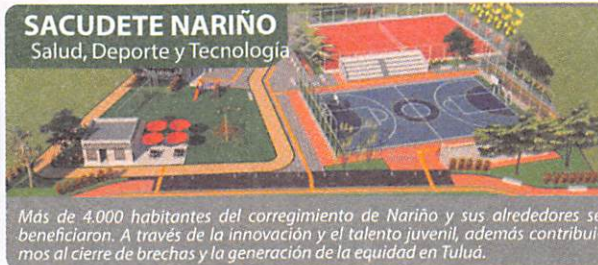 SACUDETE NARIÑO
Salud, Deporte y Tecnología
Más de 4.000 habitantes del corregimiento de Nariño y sus alrededores se
beneficiaron. A través de la innovación y el talento juvenil, además contribui-
mos al cierre de brechas y la generación de la equidad en Tuluá.